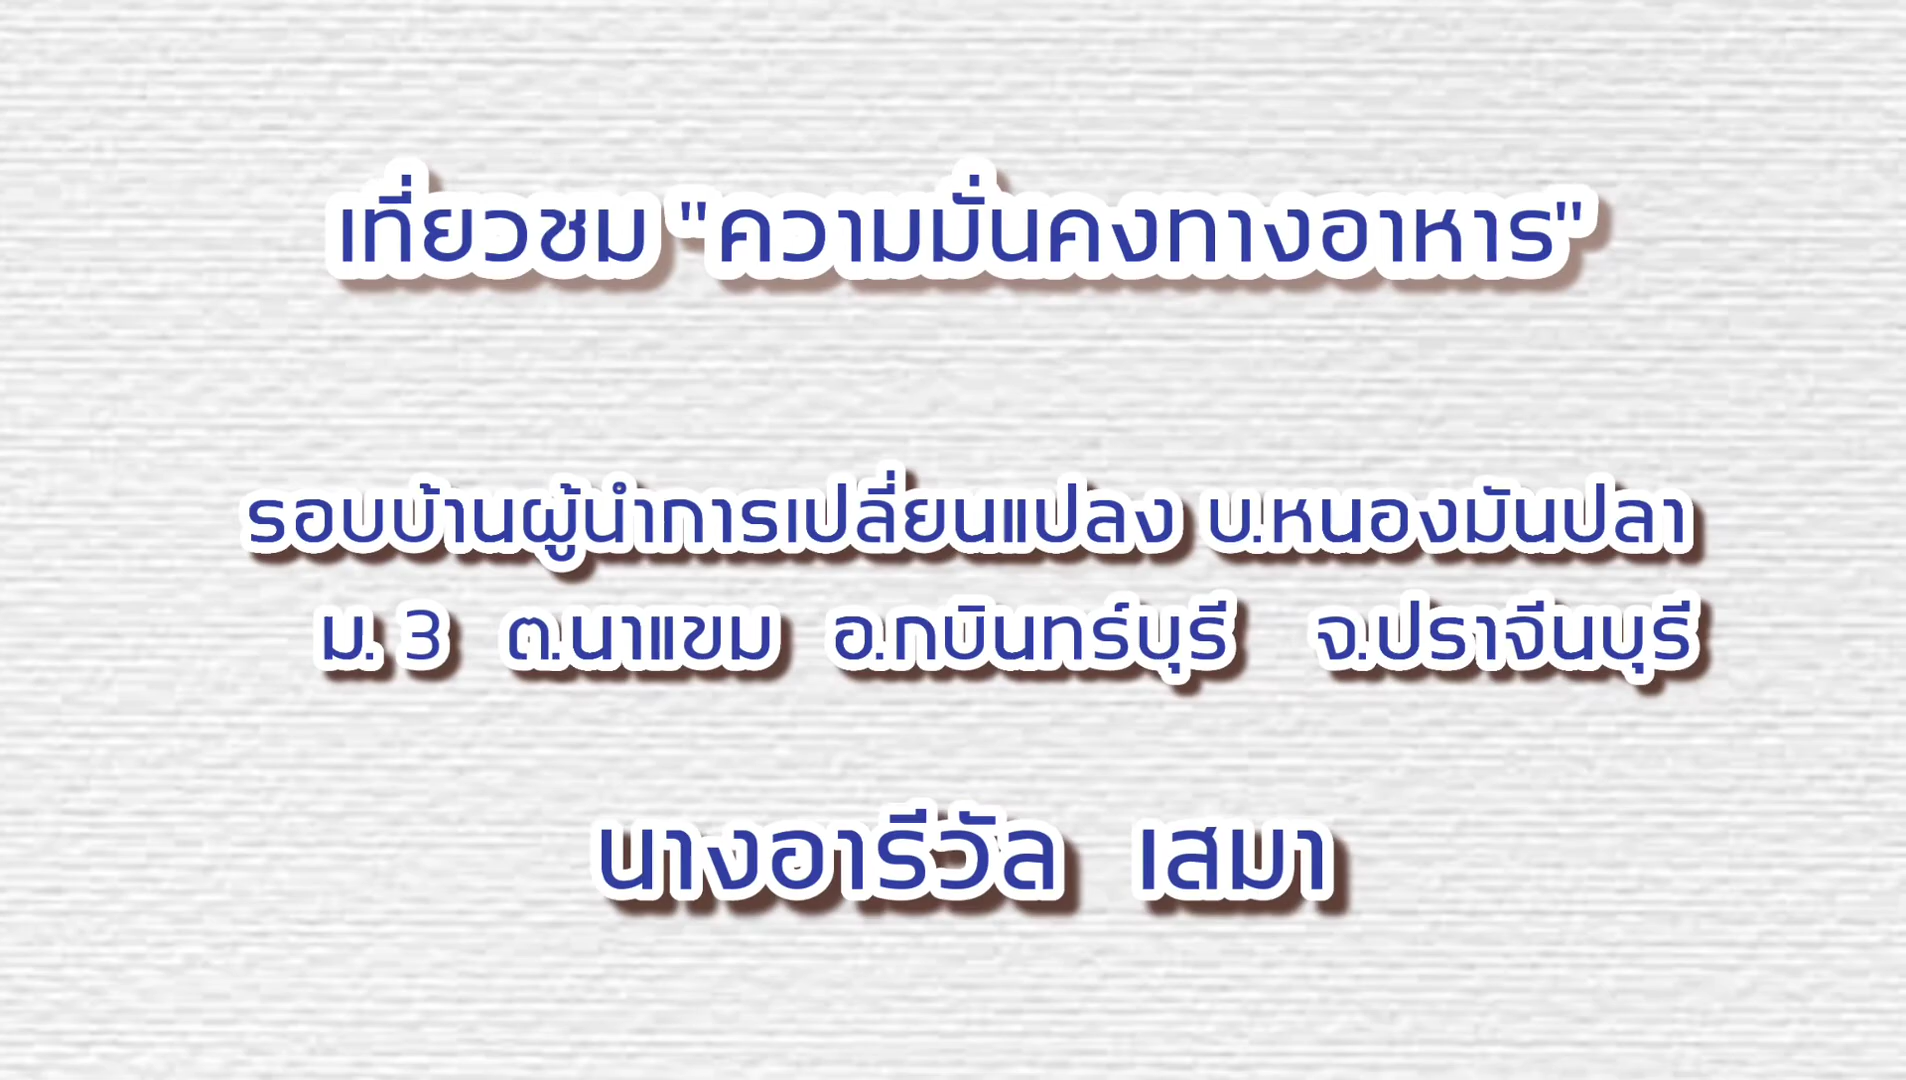 เที่ยวชม "ความมั่นคงทางอาหาร"
รอบบ้านผู้นำการเปลี่ยนแปลง บ.หนองมันปลา
ม. 3 ต.นาแขม อ.กบินทร์บุรี จ.ปราจีนบุรี
นางอารีวัล เสมา